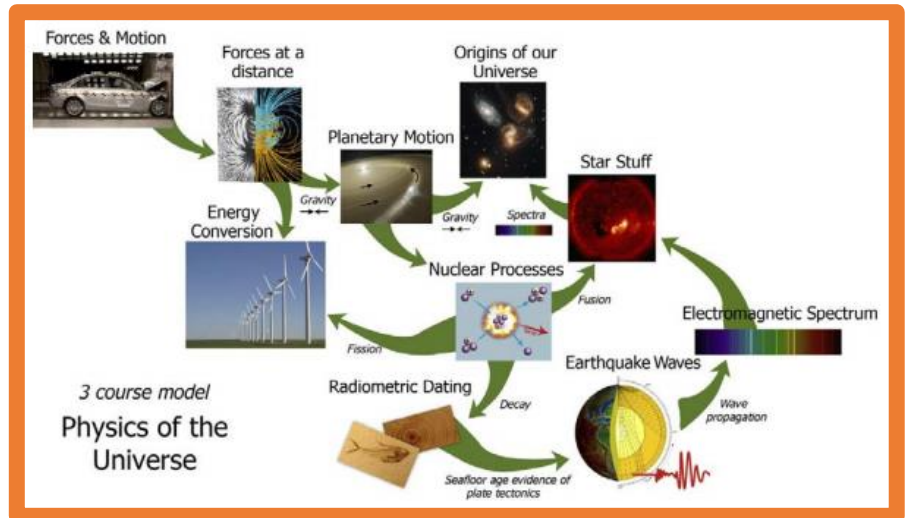 Forces & Motion
Forces at a
distance
Origins of our
Universe
Planetary Motion
Star Stuff
Gravity
Gravity
Spectra
Energy
Conversion
Nuclear Processes
Fusion
Electromagnetic Spectrum
Fission
Earthquake Waves
Radiometric Dating
Decay
Wave
propagation
3 course model
Physics of the
Universe
Seafloor age evidence of
plate tectonics